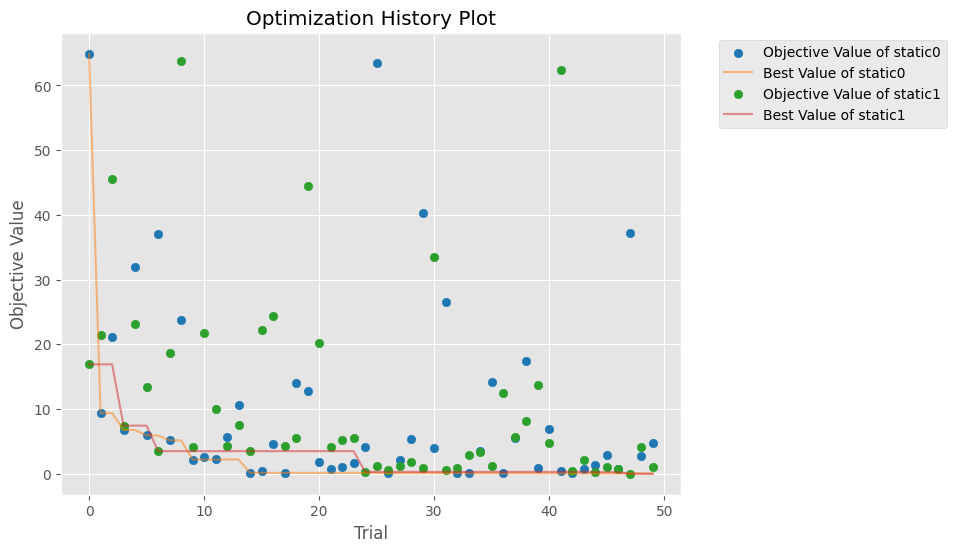 Optimization History Plot
Objective Value of static0
Best Value of static0
Objective Value of static1
Best Value of static1
Objective Value
60
50
40
30
20
10
0
0 10 20 30 40 50
Trial